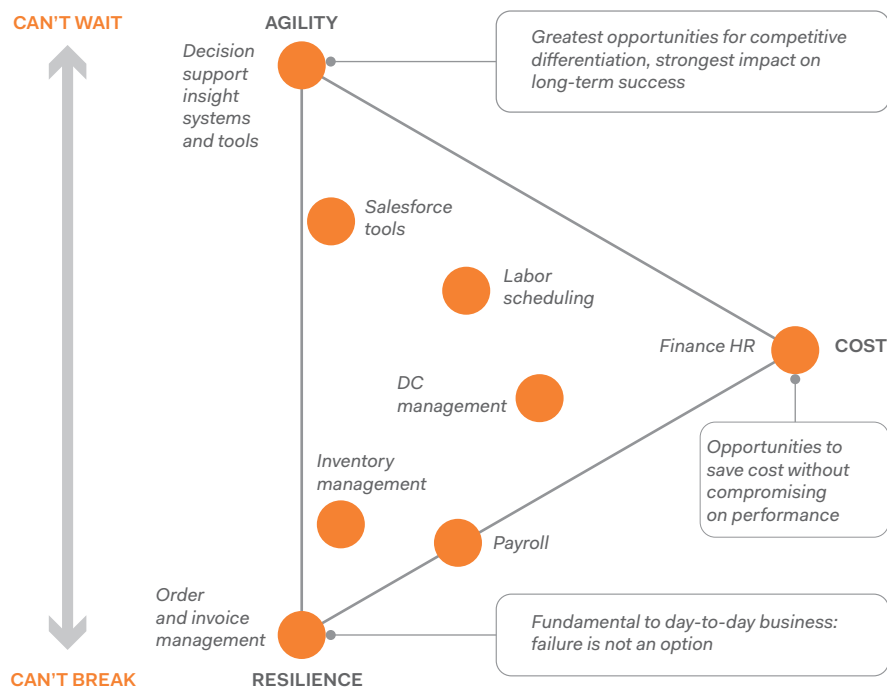 CAN’T WAIT
AGILITY
Decision
support
insight
systems
and tools
Greatest opportunities for competitive
differentiation, strongest impact on
long-term success
Salesforce
tools
Labor
scheduling
Finance HR
COST
DC
management
Opportunities to
save cost without
compromising
on performance
Inventory
management
Payroll
Order
and invoice
management
Fundamental to day-to-day business:
failure is not an option
CAN’T BREAK
RESILIENCE